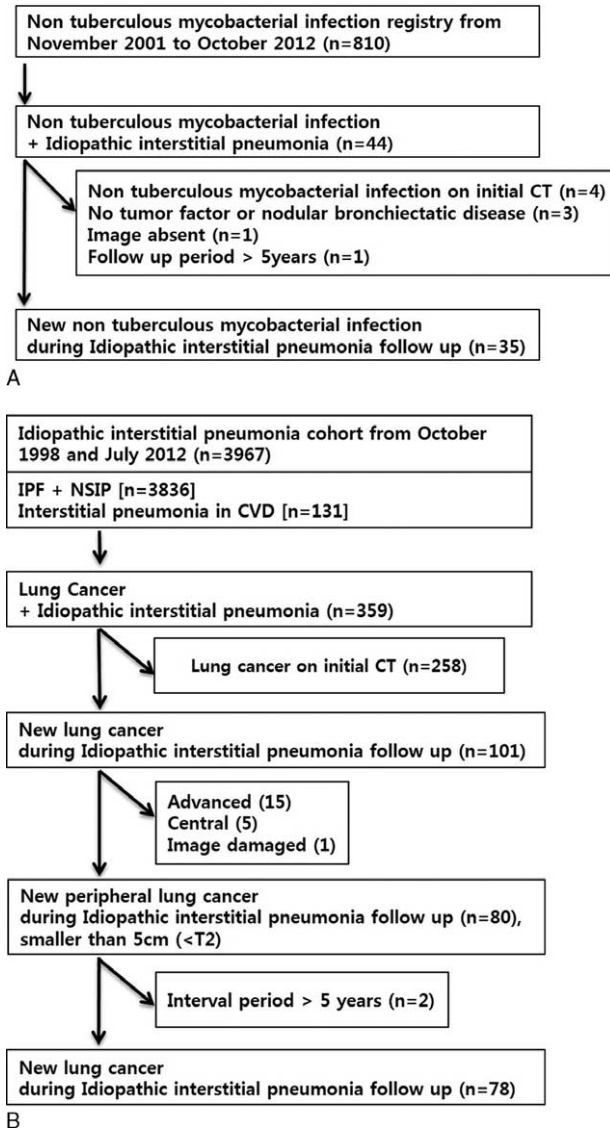 Non tuberculous mycobacterial infection registry from
November 2001 to October 2012 (n=810)
Non tuberculous mycobacterial infection
+ Idiopathic interstitial pneumonia (n=44)
Non tuberculous mycobacterial infection on initial CT (n=4)
No tumor factor or nodular bronchiectatic disease (n=3)
Image absent (n=1)
Follow up period > 5years (n=1)
New non tuberculous mycobacterial infection
during Idiopathic interstitial pneumonia follow up (n=35)
A
Idiopathic interstitial pneumonia cohort from October
1998 and July 2012 (n=3967)
IPF + NSIP [n=3836]
Interstitial pneumonia in CVD [n=131]
Lung Cancer
+ Idiopathic interstitial pneumonia (n=359)
Lung cancer on initial CT (n=258)
New lung cancer
during Idiopathic interstitial pneumonia follow up (n=101)
Advanced (15)
Central (5)
Image damaged (1)
New peripheral lung cancer
during Idiopathic interstitial pneumonia follow up (n=80),
smaller than 5cm (<T2)
Interval period > 5 years (n=2)
New lung cancer
during Idiopathic interstitial pneumonia follow up (n=78)
B